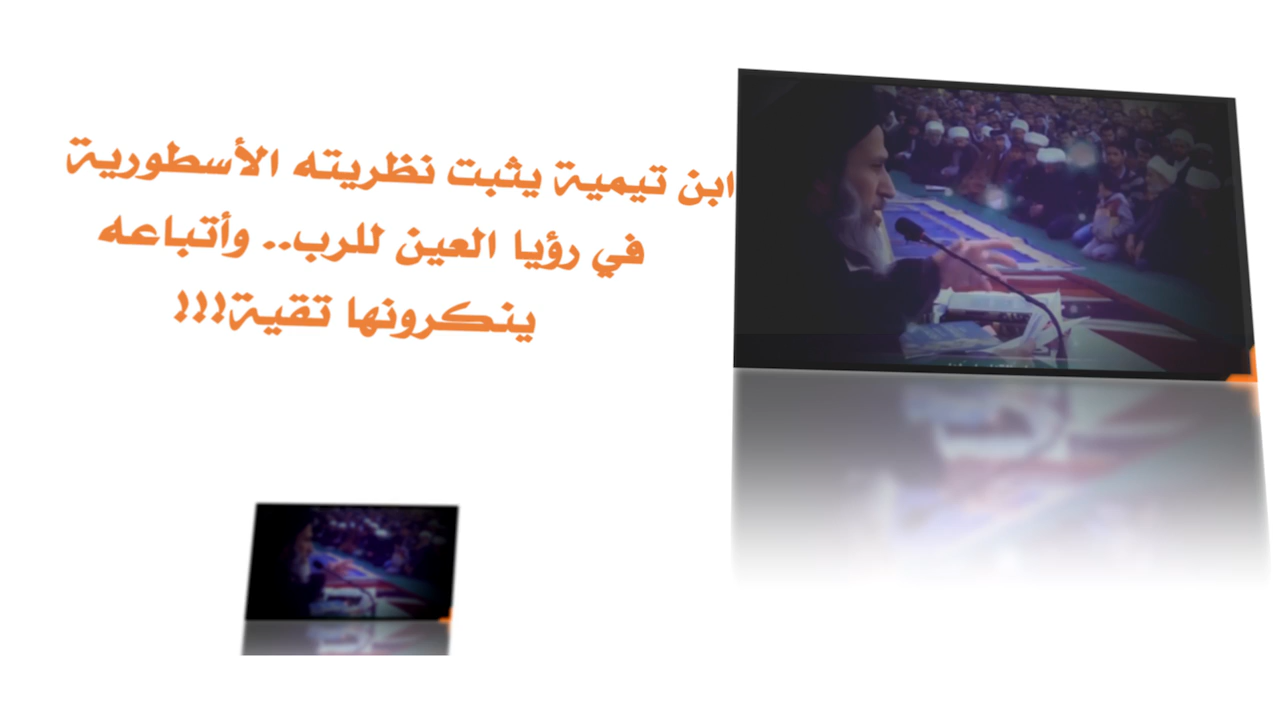 ابن تيمية يثبت نظريته الأسطورية
في رؤيا العين للرب.. وأتباعه
ينكرونها تقية!!!